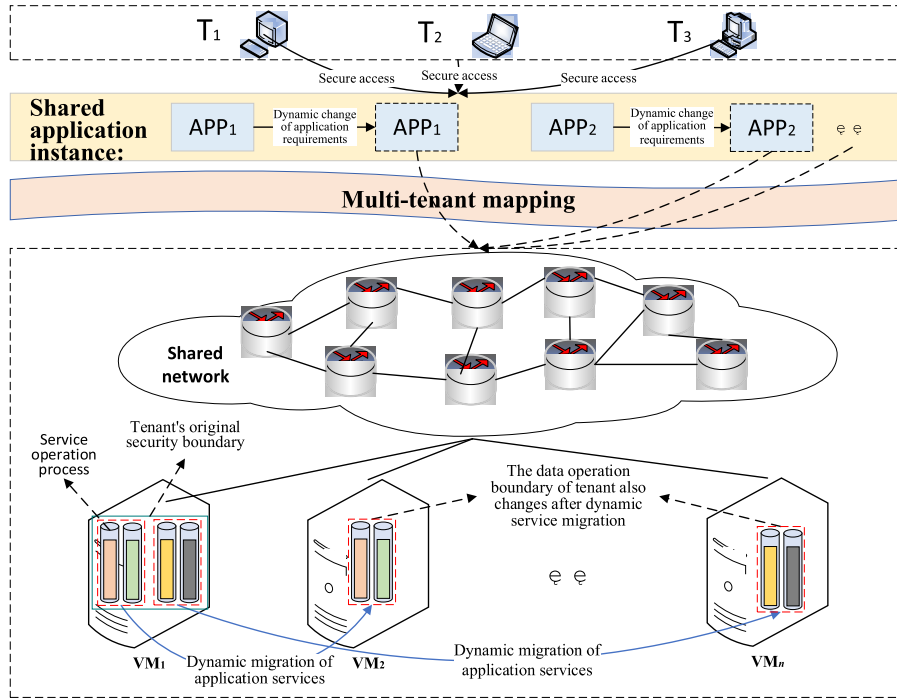 T1
T2
T3
Secure access
Secure access
Secure access
Shared
application
instance:
APP1
Dynamic change
of application
requirements
APP1
APP2
Dynamic change
of application
requirements
APP2
ę ę
Multi-tenant mapping
Shared
network
Service
operation
process
Tenant's original
security boundary
The data operation
boundary of tenant also
changes after dynamic
service migration
ę ę
VM1
Dynamic migration of
application services
VM2
Dynamic migration of
application services
VMn